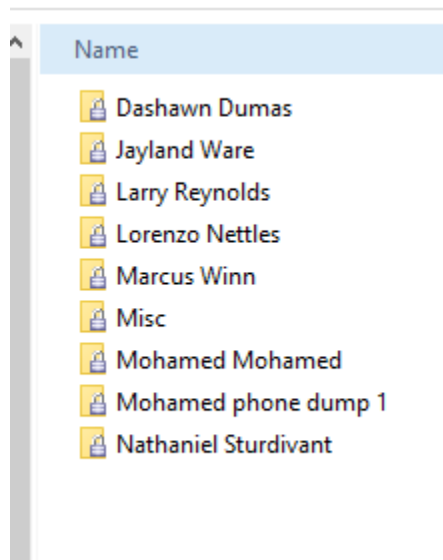 Name
Dashawn Dumas
Jayland Ware
Larry Reynolds
Lorenzo Nettles
Marcus Winn
Misc
Mohamed Mohamed
Mohamed phone dump 1
Nathaniel Sturdivant